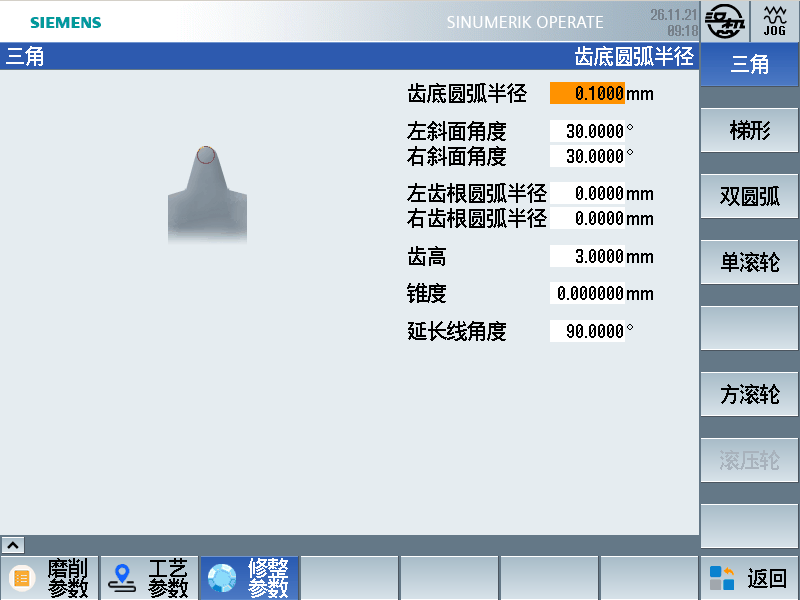 SIEMENS
SINUMERIK OPERATE
26.11.21
09:18
汉机
JOG
三角
齿底圆弧半径
三角
齿底圆弧半径 0.1000 mm
左斜面角度 30.0000 °
右斜面角度 30.0000 °
左齿根圆弧半径 0.0000 mm
右齿根圆弧半径 0.0000 mm
齿高 3.0000 mm
锥度 0.000000 mm
延长线角度 90.0000 °
梯形
双圆弧
单滚轮
方滚轮
滚压轮
磨削
参数
工艺
参数
修整
参数
返回